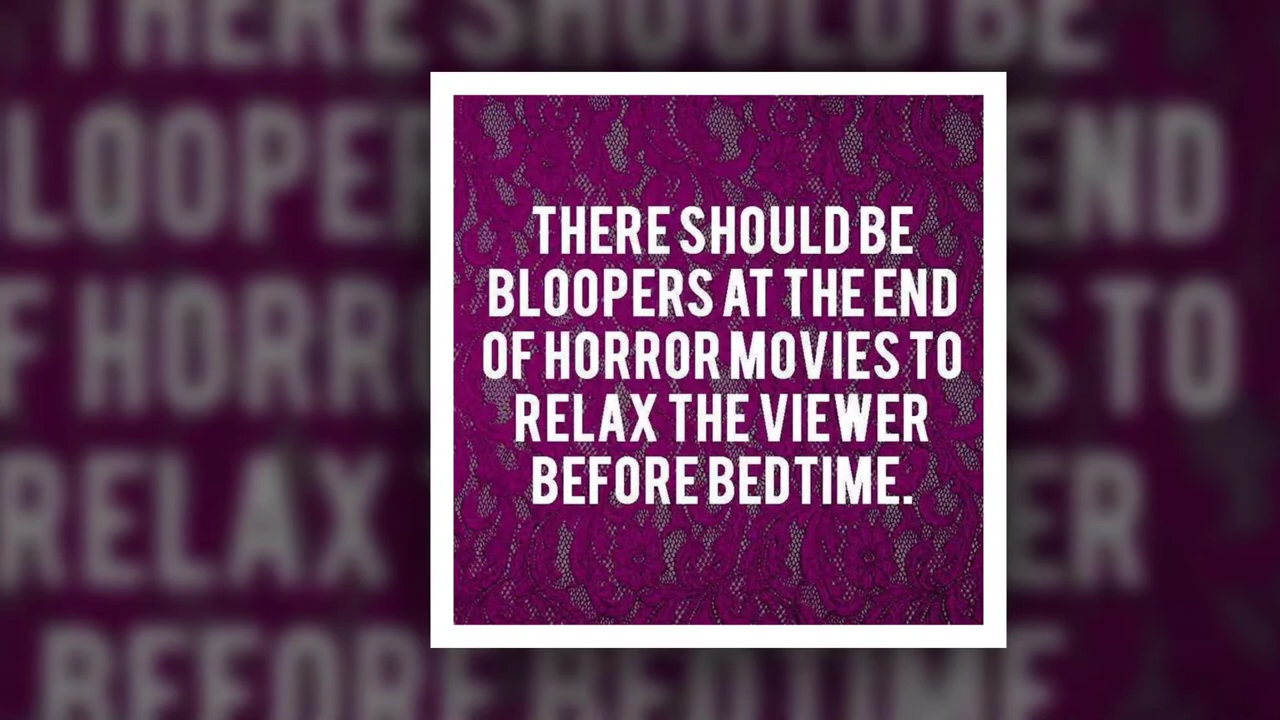 THERE SHOULD BE
BLOOPERS AT THE END
OF HORROR MOVIES TO
RELAX THE VIEWER
BEFORE BEDTIME.